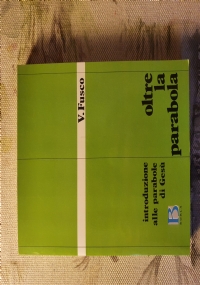 V. Fusco
oltre
la
parabola
introduzione
alle parabole
di Gesù
B